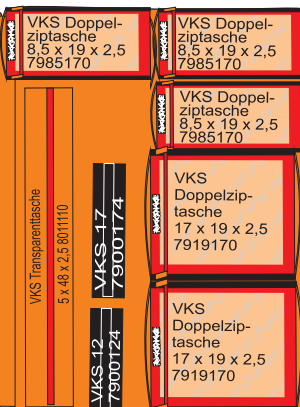 VKS Doppel-
ziptasche
8,5 x 19 x 2,5
7985170
VKS Doppel-
ziptasche
8,5 x 19 x 2,5
7985170
VKS Doppel-
ziptasche
8,5 x 19 x 2,5
7985170
VKS Transparenttasche
5 x 48 x 2,5 8011110
VKS 17
7900174
VKS
Doppelzip-
tasche
17 x 19 x 2,5
7919170
VKS 12
7900124
VKS
Doppelzip-
tasche
17 x 19 x 2,5
7919170